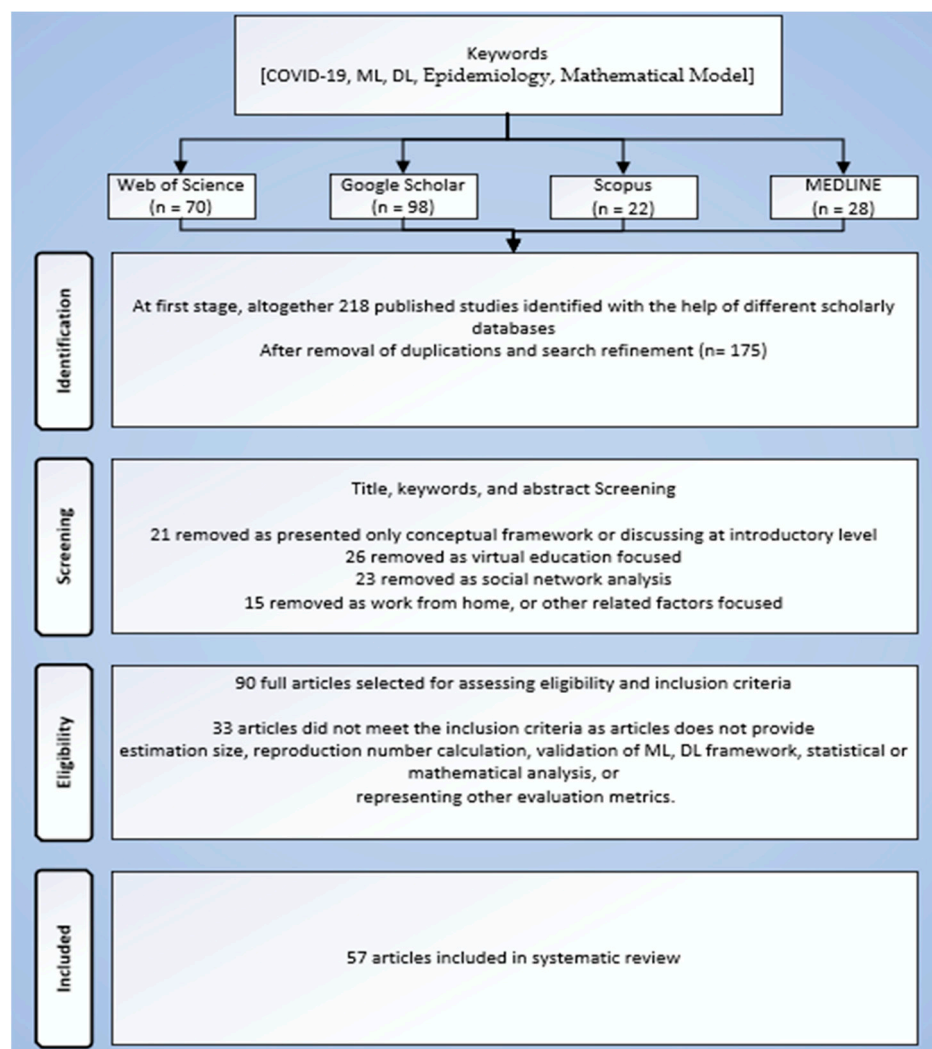 Keywords
[COVID-19, ML, DL, Epidemiology, Mathematical Model]
Web of Science
(n = 70)
Google Scholar
(n = 98)
Scopus
(n = 22)
MEDLINE
(n = 28)
Identification
At first stage, altogether 218 published studies identified with the help of different scholarly
databases
After removal of duplications and search refinement (n= 175)
Screening
Title, keywords, and abstract Screening
21 removed as presented only conceptual framework or discussing at introductory level
26 removed as virtual education focused
23 removed as social network analysis
15 removed as work from home, or other related factors focused
Eligibility
90 full articles selected for assessing eligibility and inclusion criteria
33 articles did not meet the inclusion criteria as articles does not provide
estimation size, reproduction number calculation, validation of ML, DL framework, statistical or
mathematical analysis, or
representing other evaluation metrics.
Included
57 articles included in systematic review